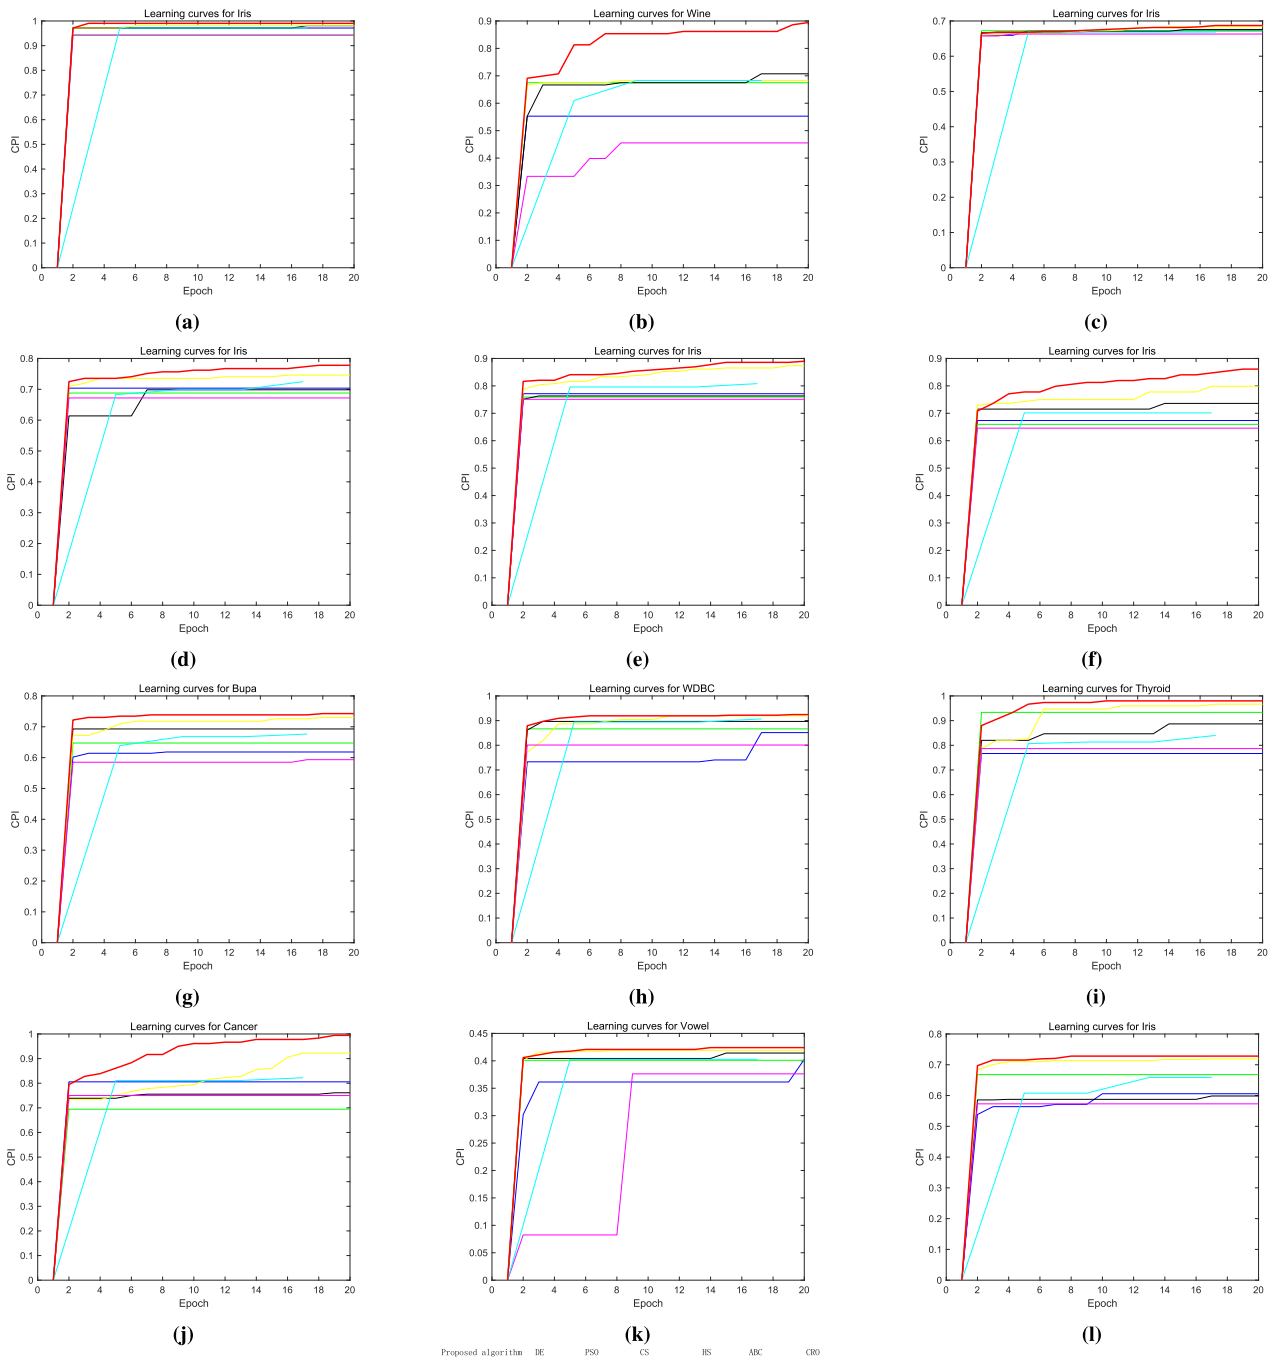 Learning curves for Iris
1
0.9
0.8
0.7
0.6
0.5
0.4
0.3
0.2
0.1
0
CPI
0 2 4 6 8 10 12 14 16 18 20
Epoch
(a)
Learning curves for Wine
0.9
0.8
0.7
0.6
0.5
0.4
0.3
0.2
0.1
0
CPI
0 2 4 6 8 10 12 14 16 18 20
Epoch
(b)
Learning curves for Iris
0.7
0.6
0.5
0.4
0.3
0.2
0.1
0
CPI
0 2 4 6 8 10 12 14 16 18 20
Epoch
(c)
Learning curves for Iris
0.8
0.7
0.6
0.5
0.4
0.3
0.2
0.1
0
CPI
0 2 4 6 8 10 12 14 16 18 20
Epoch
(d)
Learning curves for Iris
0.9
0.8
0.7
0.6
0.5
0.4
0.3
0.2
0.1
0
CPI
0 2 4 6 8 10 12 14 16 18 20
Epoch
(e)
Learning curves for Iris
0.9
0.8
0.7
0.6
0.5
0.4
0.3
0.2
0.1
0
CPI
0 2 4 6 8 10 12 14 16 18 20
Epoch
(f)
Learning curves for Bupa
0.8
0.7
0.6
0.5
0.4
0.3
0.2
0.1
0
CPI
0 2 4 6 8 10 12 14 16 18 20
Epoch
(g)
Learning curves for WDBC
1
0.9
0.8
0.7
0.6
0.5
0.4
0.3
0.2
0.1
0
CPI
0 2 4 6 8 10 12 14 16 18 20
Epoch
(h)
Learning curves for Thyroid
1
0.9
0.8
0.7
0.6
0.5
0.4
0.3
0.2
0.1
0
CPI
0 2 4 6 8 10 12 14 16 18 20
Epoch
(i)
Learning curves for Cancer
1
0.9
0.8
0.7
0.6
0.5
0.4
0.3
0.2
0.1
0
CPI
0 2 4 6 8 10 12 14 16 18 20
Epoch
(j)
Learning curves for Vowel
0.45
0.4
0.35
0.3
0.25
0.2
0.15
0.1
0.05
0
CPI
0 2 4 6 8 10 12 14 16 18 20
Epoch
(k)
Learning curves for Iris
0.8
0.7
0.6
0.5
0.4
0.3
0.2
0.1
0
CPI
0 2 4 6 8 10 12 14 16 18 20
Epoch
(l)
Proposed algorithm DE PSO CS HS ABC CRO